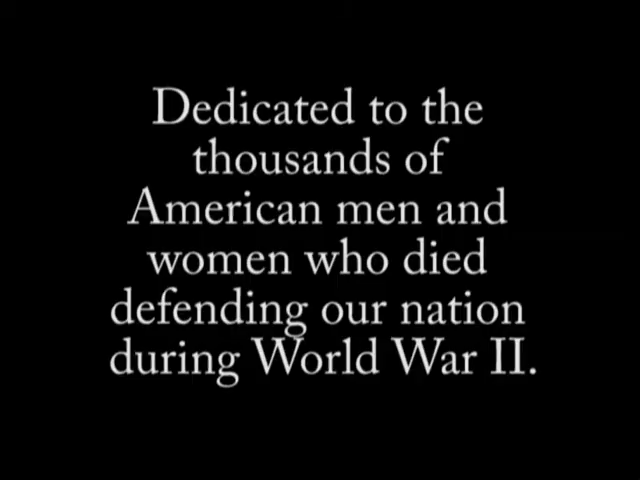 Dedicated to the
thousands of
American men and
women who died
defending our nation
during World War II.